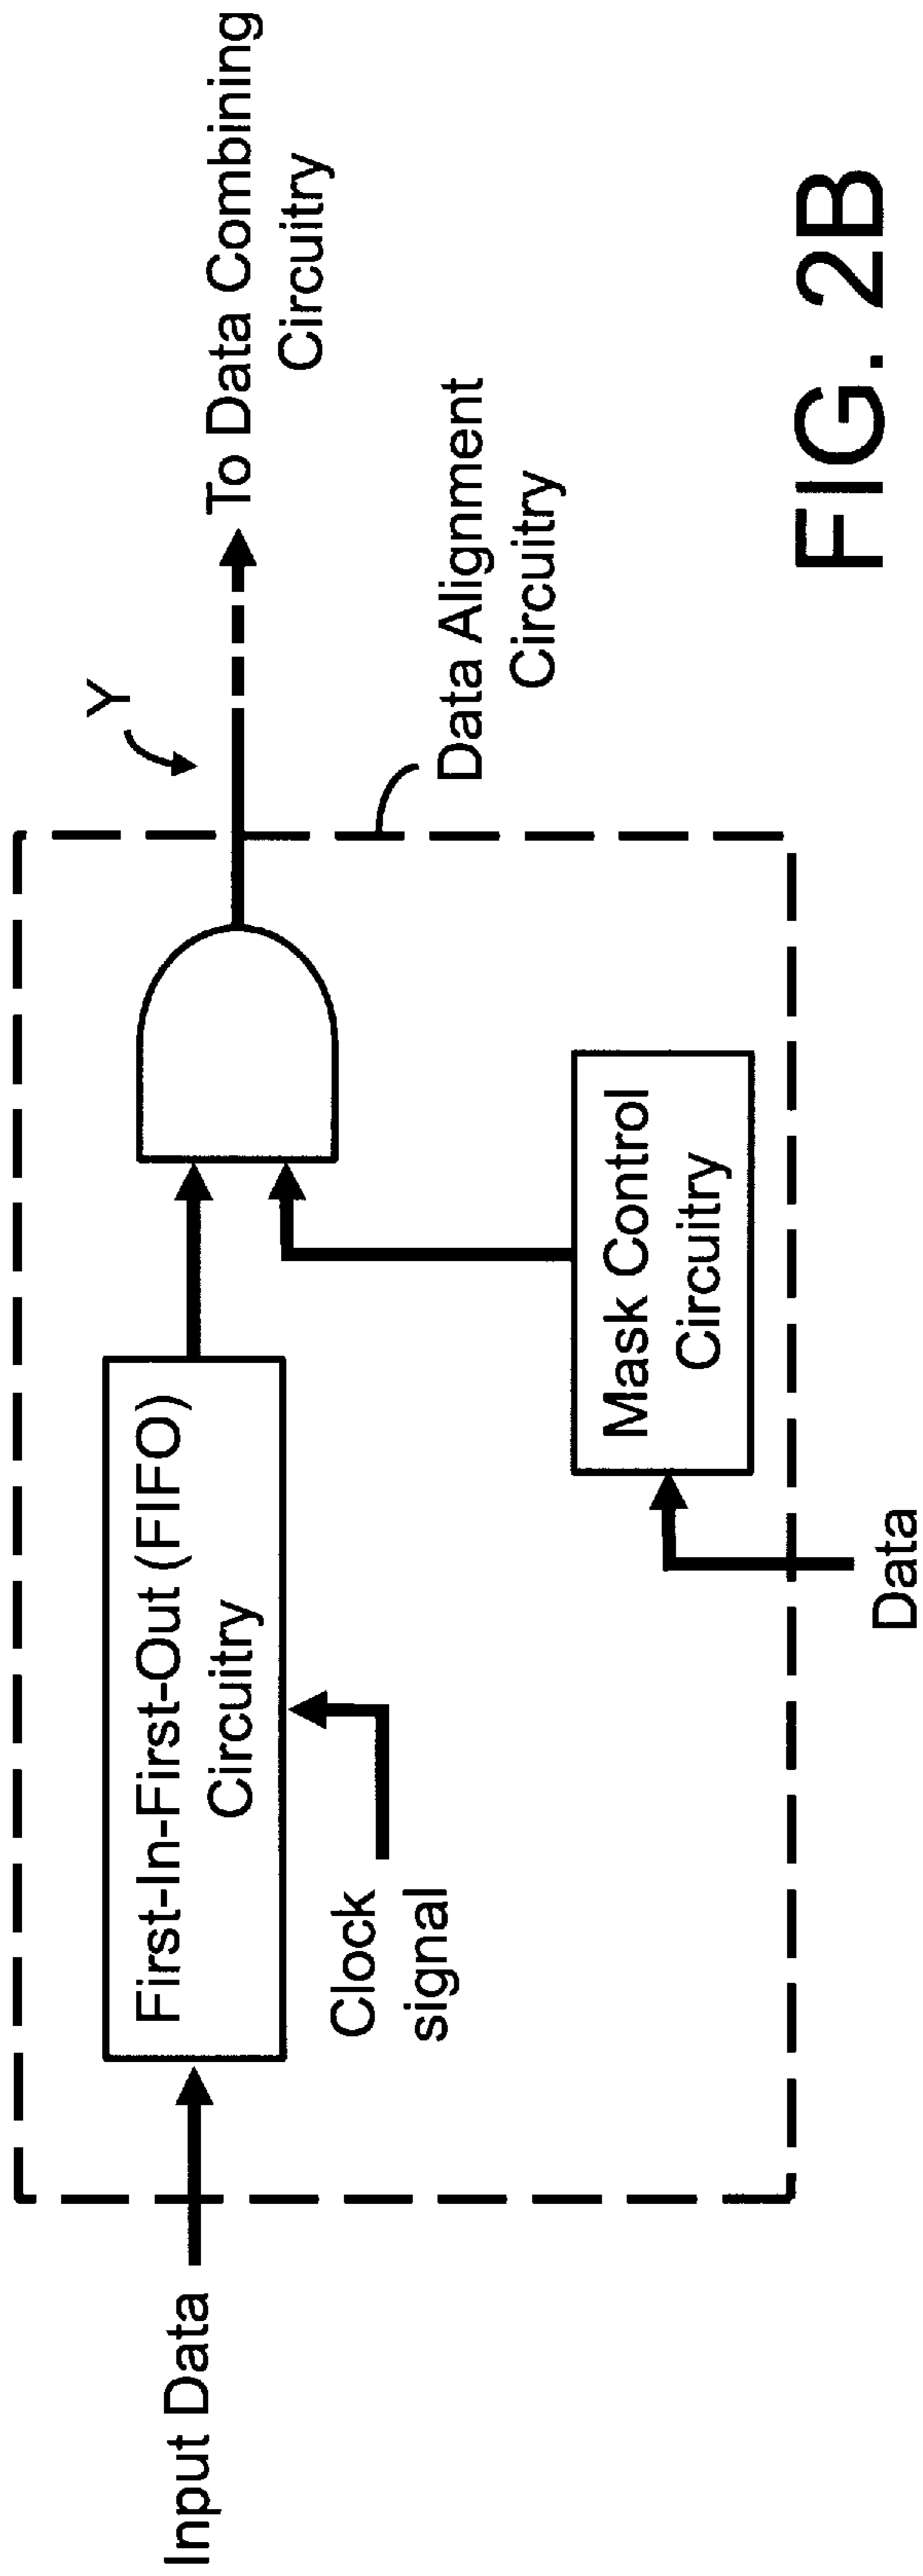 Input Data
First-In-First-Out (FIFO)
Circuitry
Clock
signal
Data
Mask Control
Circuitry
Y
To Data Combining
Circuitry
Data Alignment
Circuitry
FIG. 2B